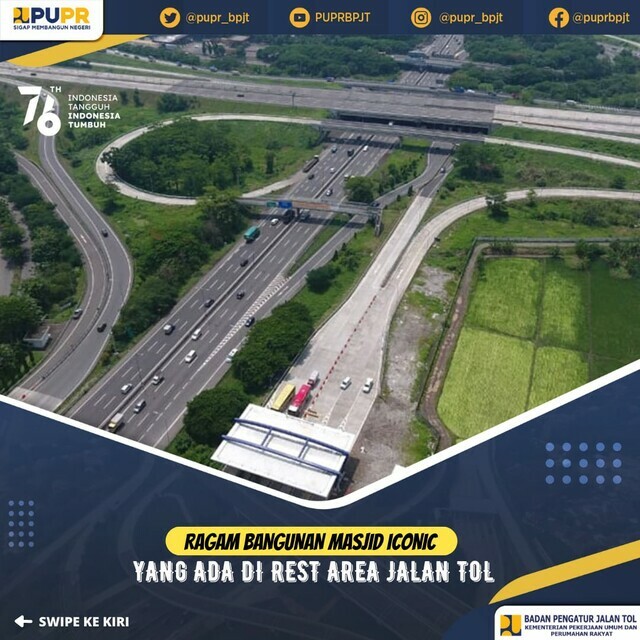 PUPR
SIGAP MEMBANGUN NEGERI
@pupr_bpjt
PUPRBPJT
@pupr_bpjt
@puprbpjt
76TH
INDONESIA
TANGGUH
INDONESIA
TUMBUH
RAGAM BANGUNAN MASJID ICONIC
YANG ADA DI REST AREA JALAN TOL
SWIPE KE KIRI
BADAN PENGATUR JALAN TOL
KEMENTERIAN PEKERJAAN UMUM DAN
PERUMAHAN RAKYAT